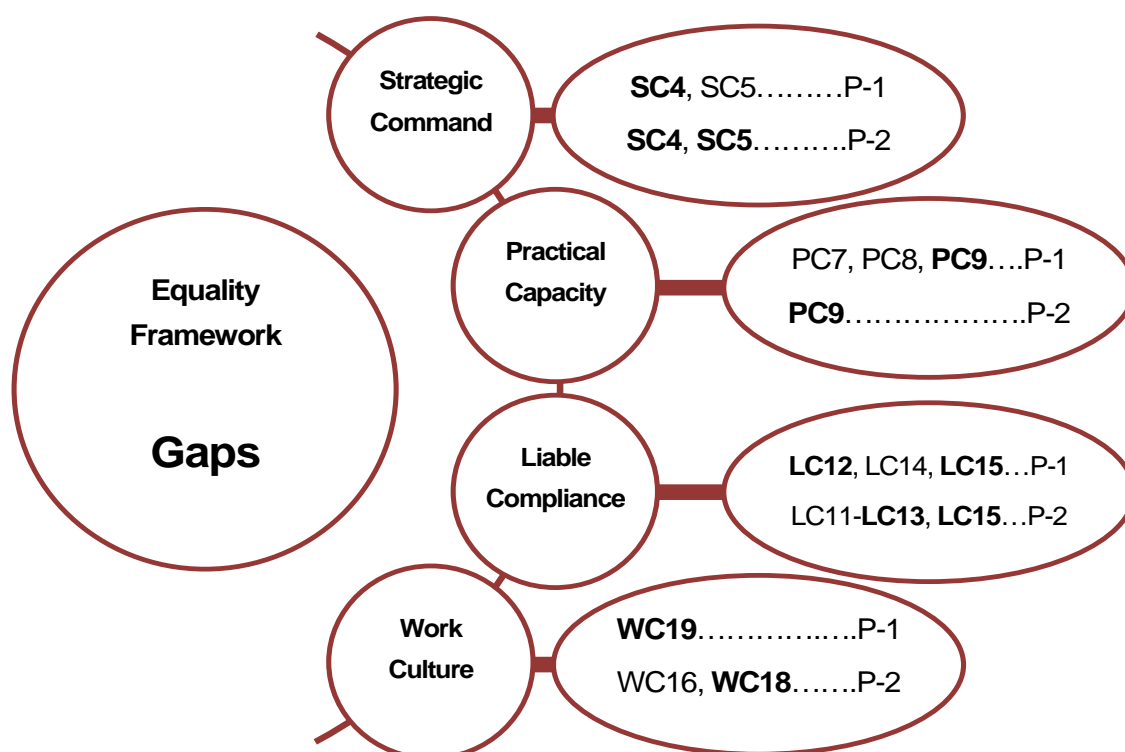 Equality
Framework
Gaps
Strategic
Command
SC4, SC5………P-1
SC4, SC5……….P-2
Practical
Capacity
PC7, PC8, PC9….P-1
PC9……………….P-2
Liable
Compliance
LC12, LC14, LC15…P-1
LC11-LC13, LC15…P-2
Work
Culture
WC19…………..….P-1
WC16, WC18…….P-2